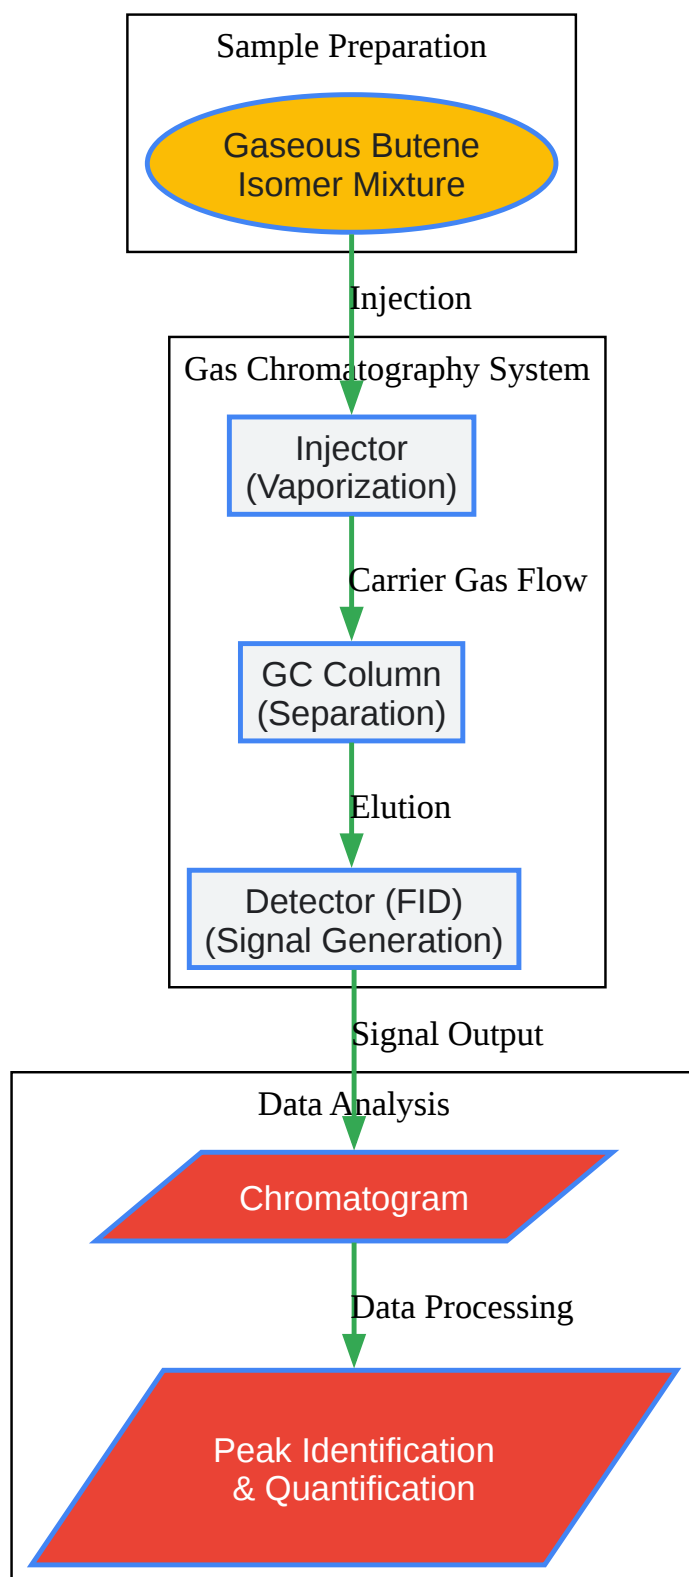 Sample Preparation
Gaseous Butene
Isomer Mixture
Injection
Gas Chromatography System
Injector
(Vaporization)
Carrier Gas Flow
GC Column
(Separation)
Elution
Detector (FID)
(Signal Generation)
Signal Output
Data Analysis
Chromatogram
Data Processing
Peak Identification
& Quantification